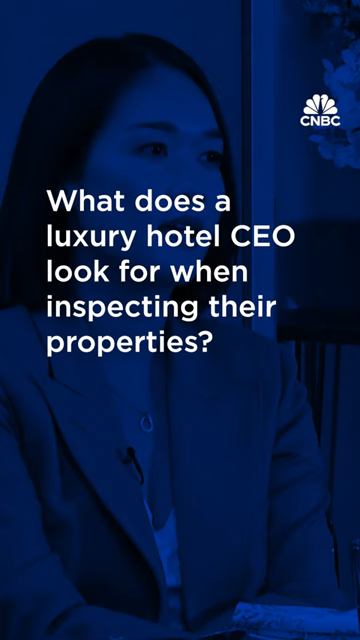 CNBC
What does a
luxury hotel CEO
look for when
inspecting their
properties?